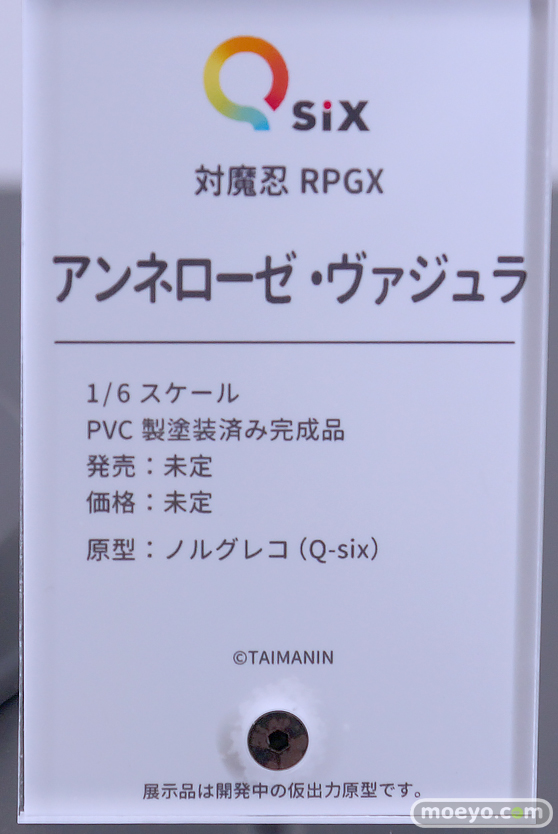 Qsix
対魔忍 RPGX
アンネローゼ・ヴァジュラ
1/6 スケール
PVC 製塗装済み完成品
発売：未定
価格：未定
原型：ノルグレコ（Q-six）
©TAIMANIN
展示品は開発中の仮出力原型です。
moeyo.com